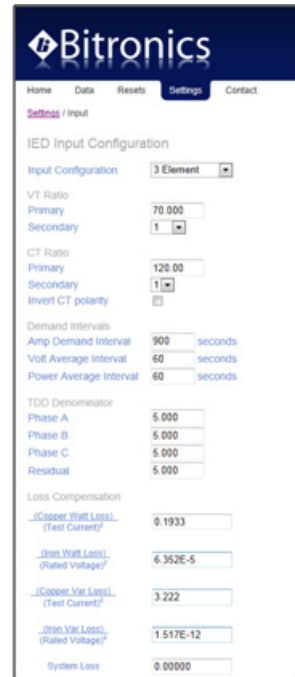 Bitronics
Home Data Resets Settings Contact
Settings / Input
IED Input Configuration
Input Configuration 3 Element
VT Ratio
Primary 70.000
Secondary 1
CT Ratio
Primary 120.00
Secondary 1
Invert CT polarity
Demand Intervals
Amp Demand Interval 900 seconds
Volt Average Interval 60 seconds
Power Average Interval 60 seconds
TDD Denominator
Phase A 5.000
Phase B 5.000
Phase C 5.000
Residual 5.000
Loss Compensation
(Copper Watt Loss)
(Test Current)² 0.1933
(Iron Watt Loss)
(Rated Voltage)² 6.352E-5
(Copper Var Loss)
(Test Current)² 3.222
(Iron Var Loss)
(Rated Voltage)⁴ 1.517E-12
System Loss 0.00000